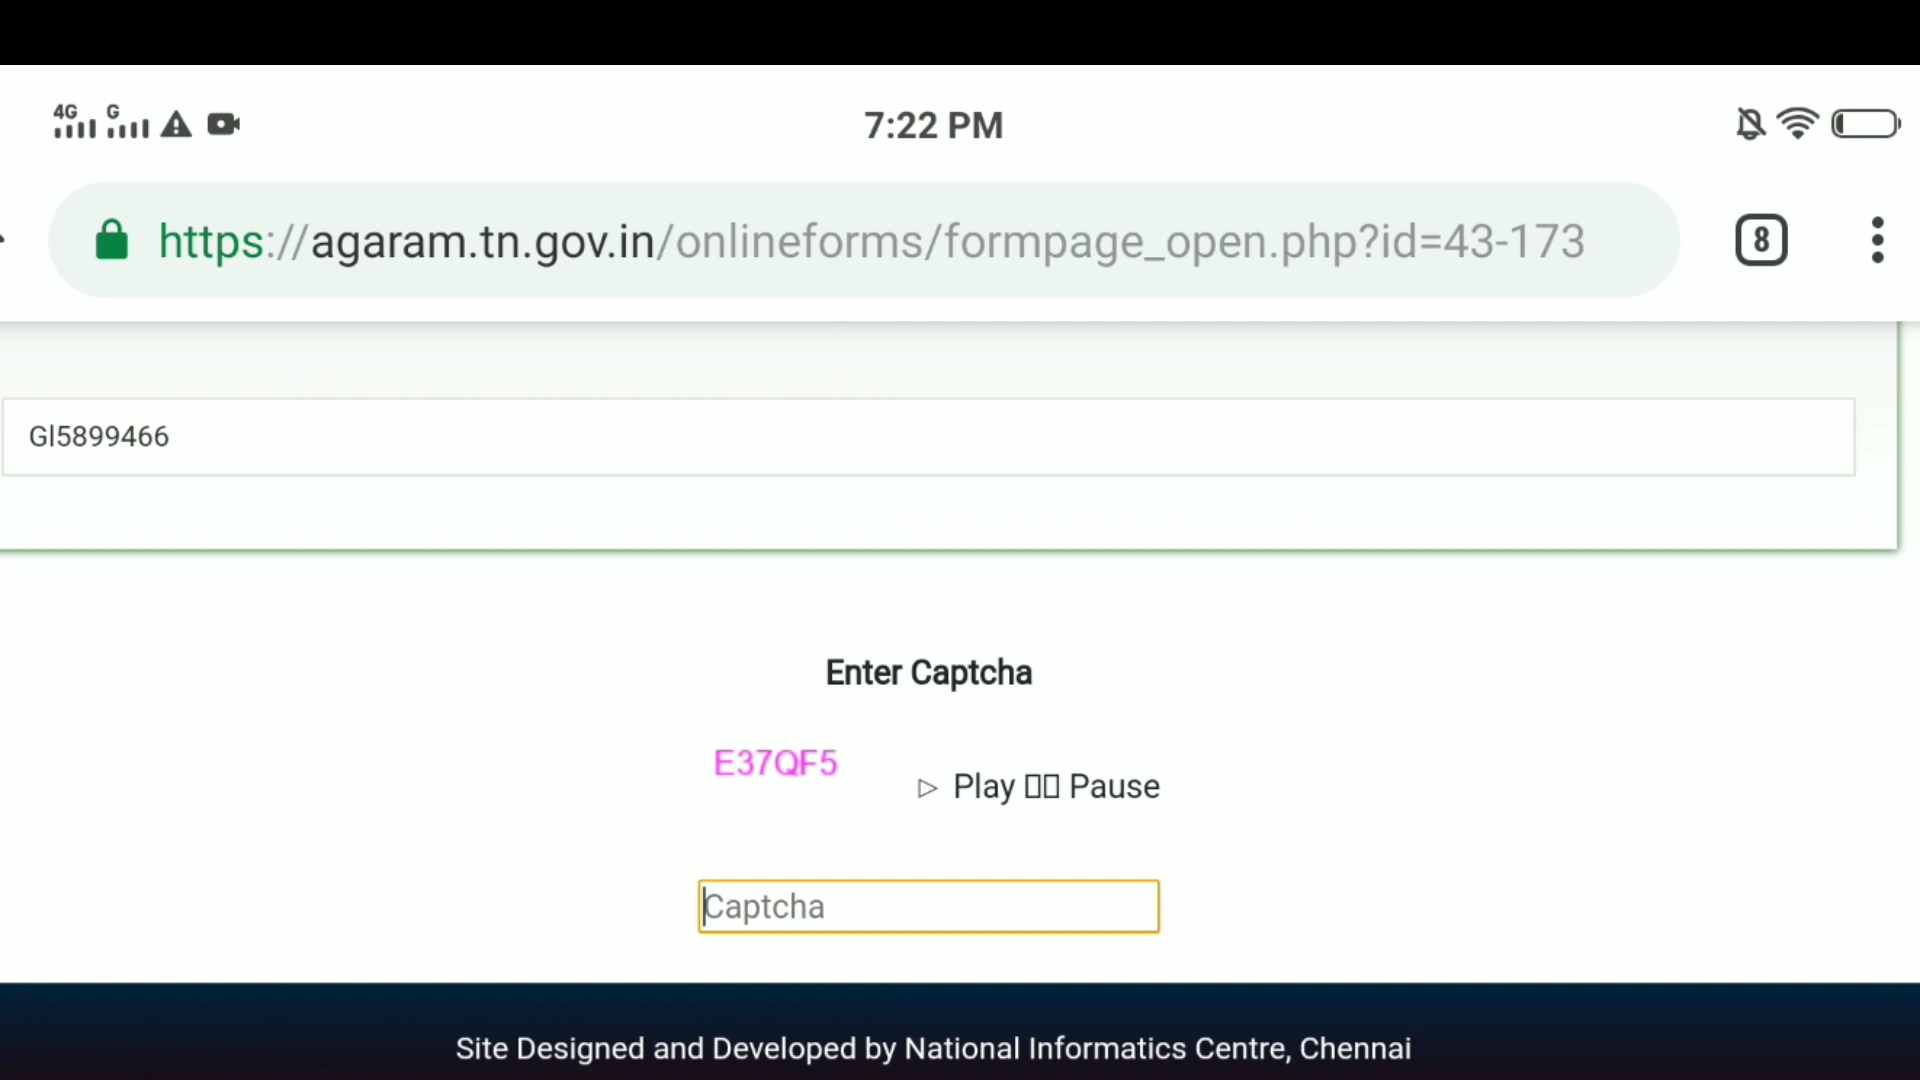 4G G 7:22 PM
https://agaram.tn.gov.in/onlineforms/formpage_open.php?id=43-173 8
Gl5899466
Enter Captcha
E37QF5
▷ Play ▯▯ Pause
Captcha
Site Designed and Developed by National Informatics Centre, Chennai